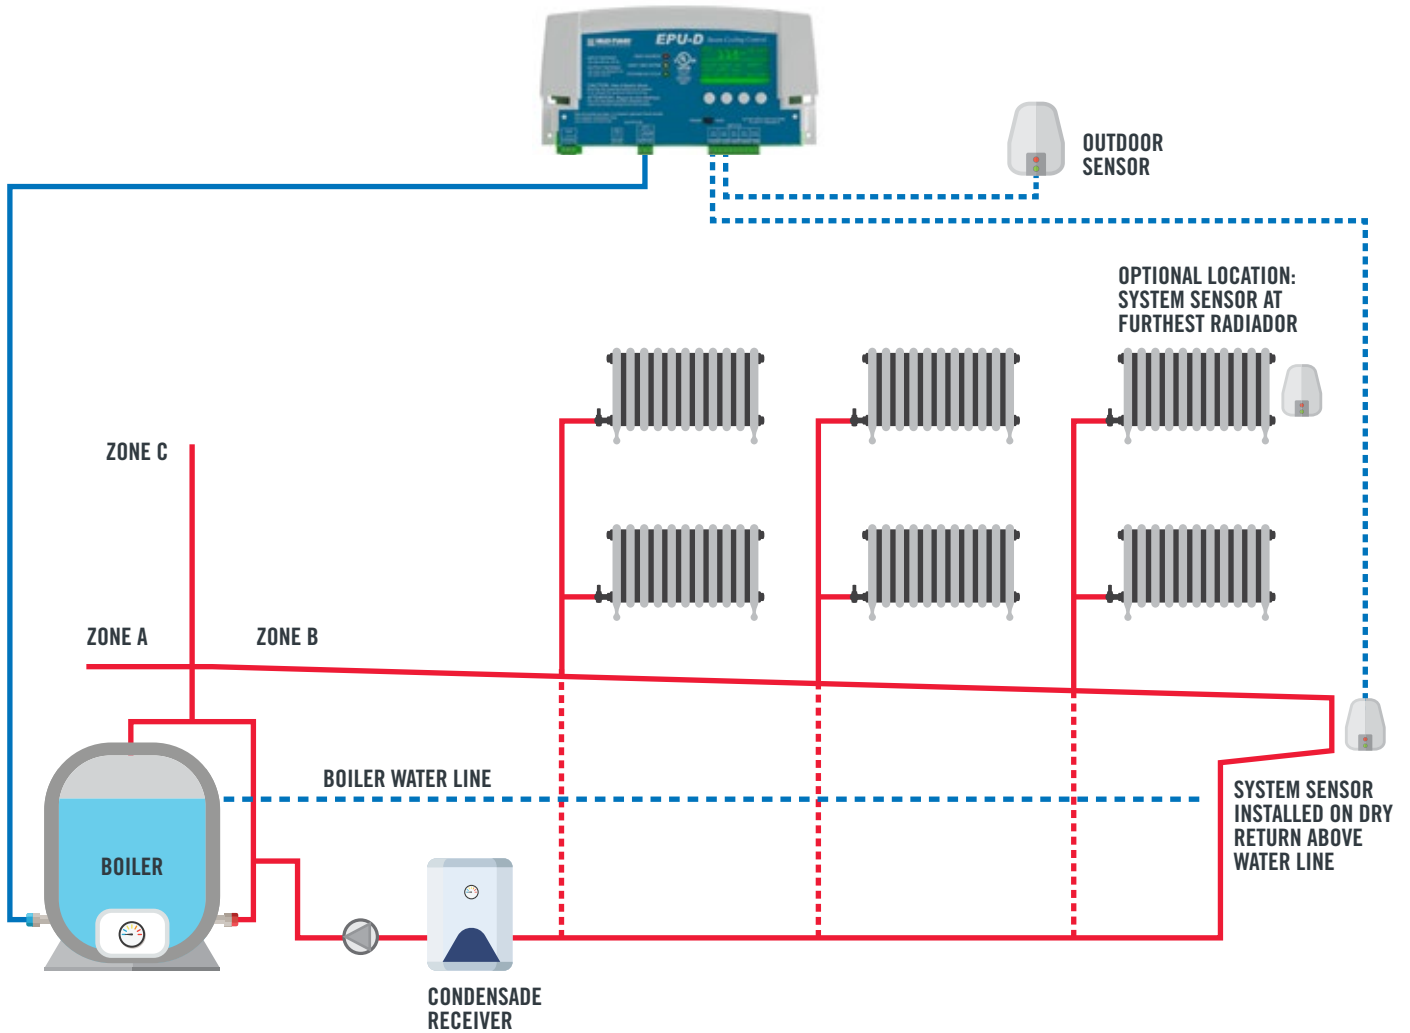 EPU-D
OUTDOOR
SENSOR
OPTIONAL LOCATION:
SYSTEM SENSOR AT
FURTHEST RADIADOR
ZONE C
ZONE A
ZONE B
BOILER WATER LINE
SYSTEM SENSOR
INSTALLED ON DRY
RETURN ABOVE
WATER LINE
BOILER
CONDENSADE
RECEIVER